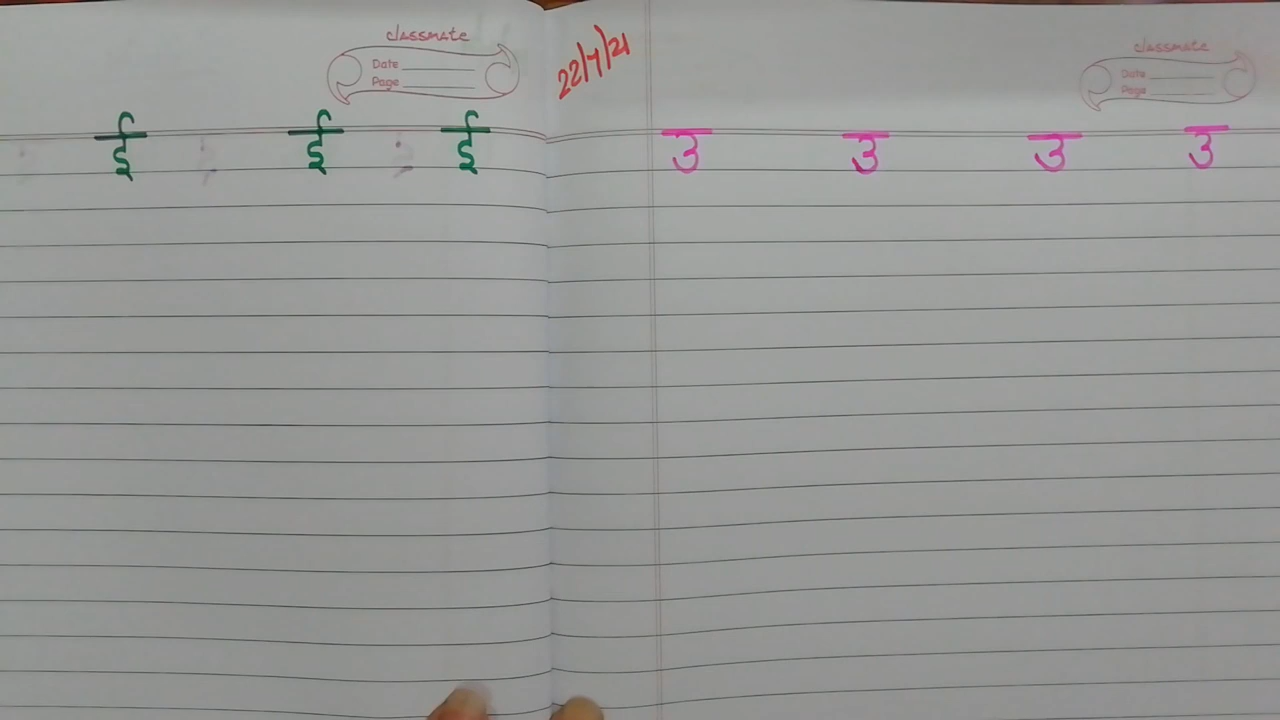 classmate
Date
Page
ई ई ई
22/7/21
classmate
Date
Page
उ उ उ उ